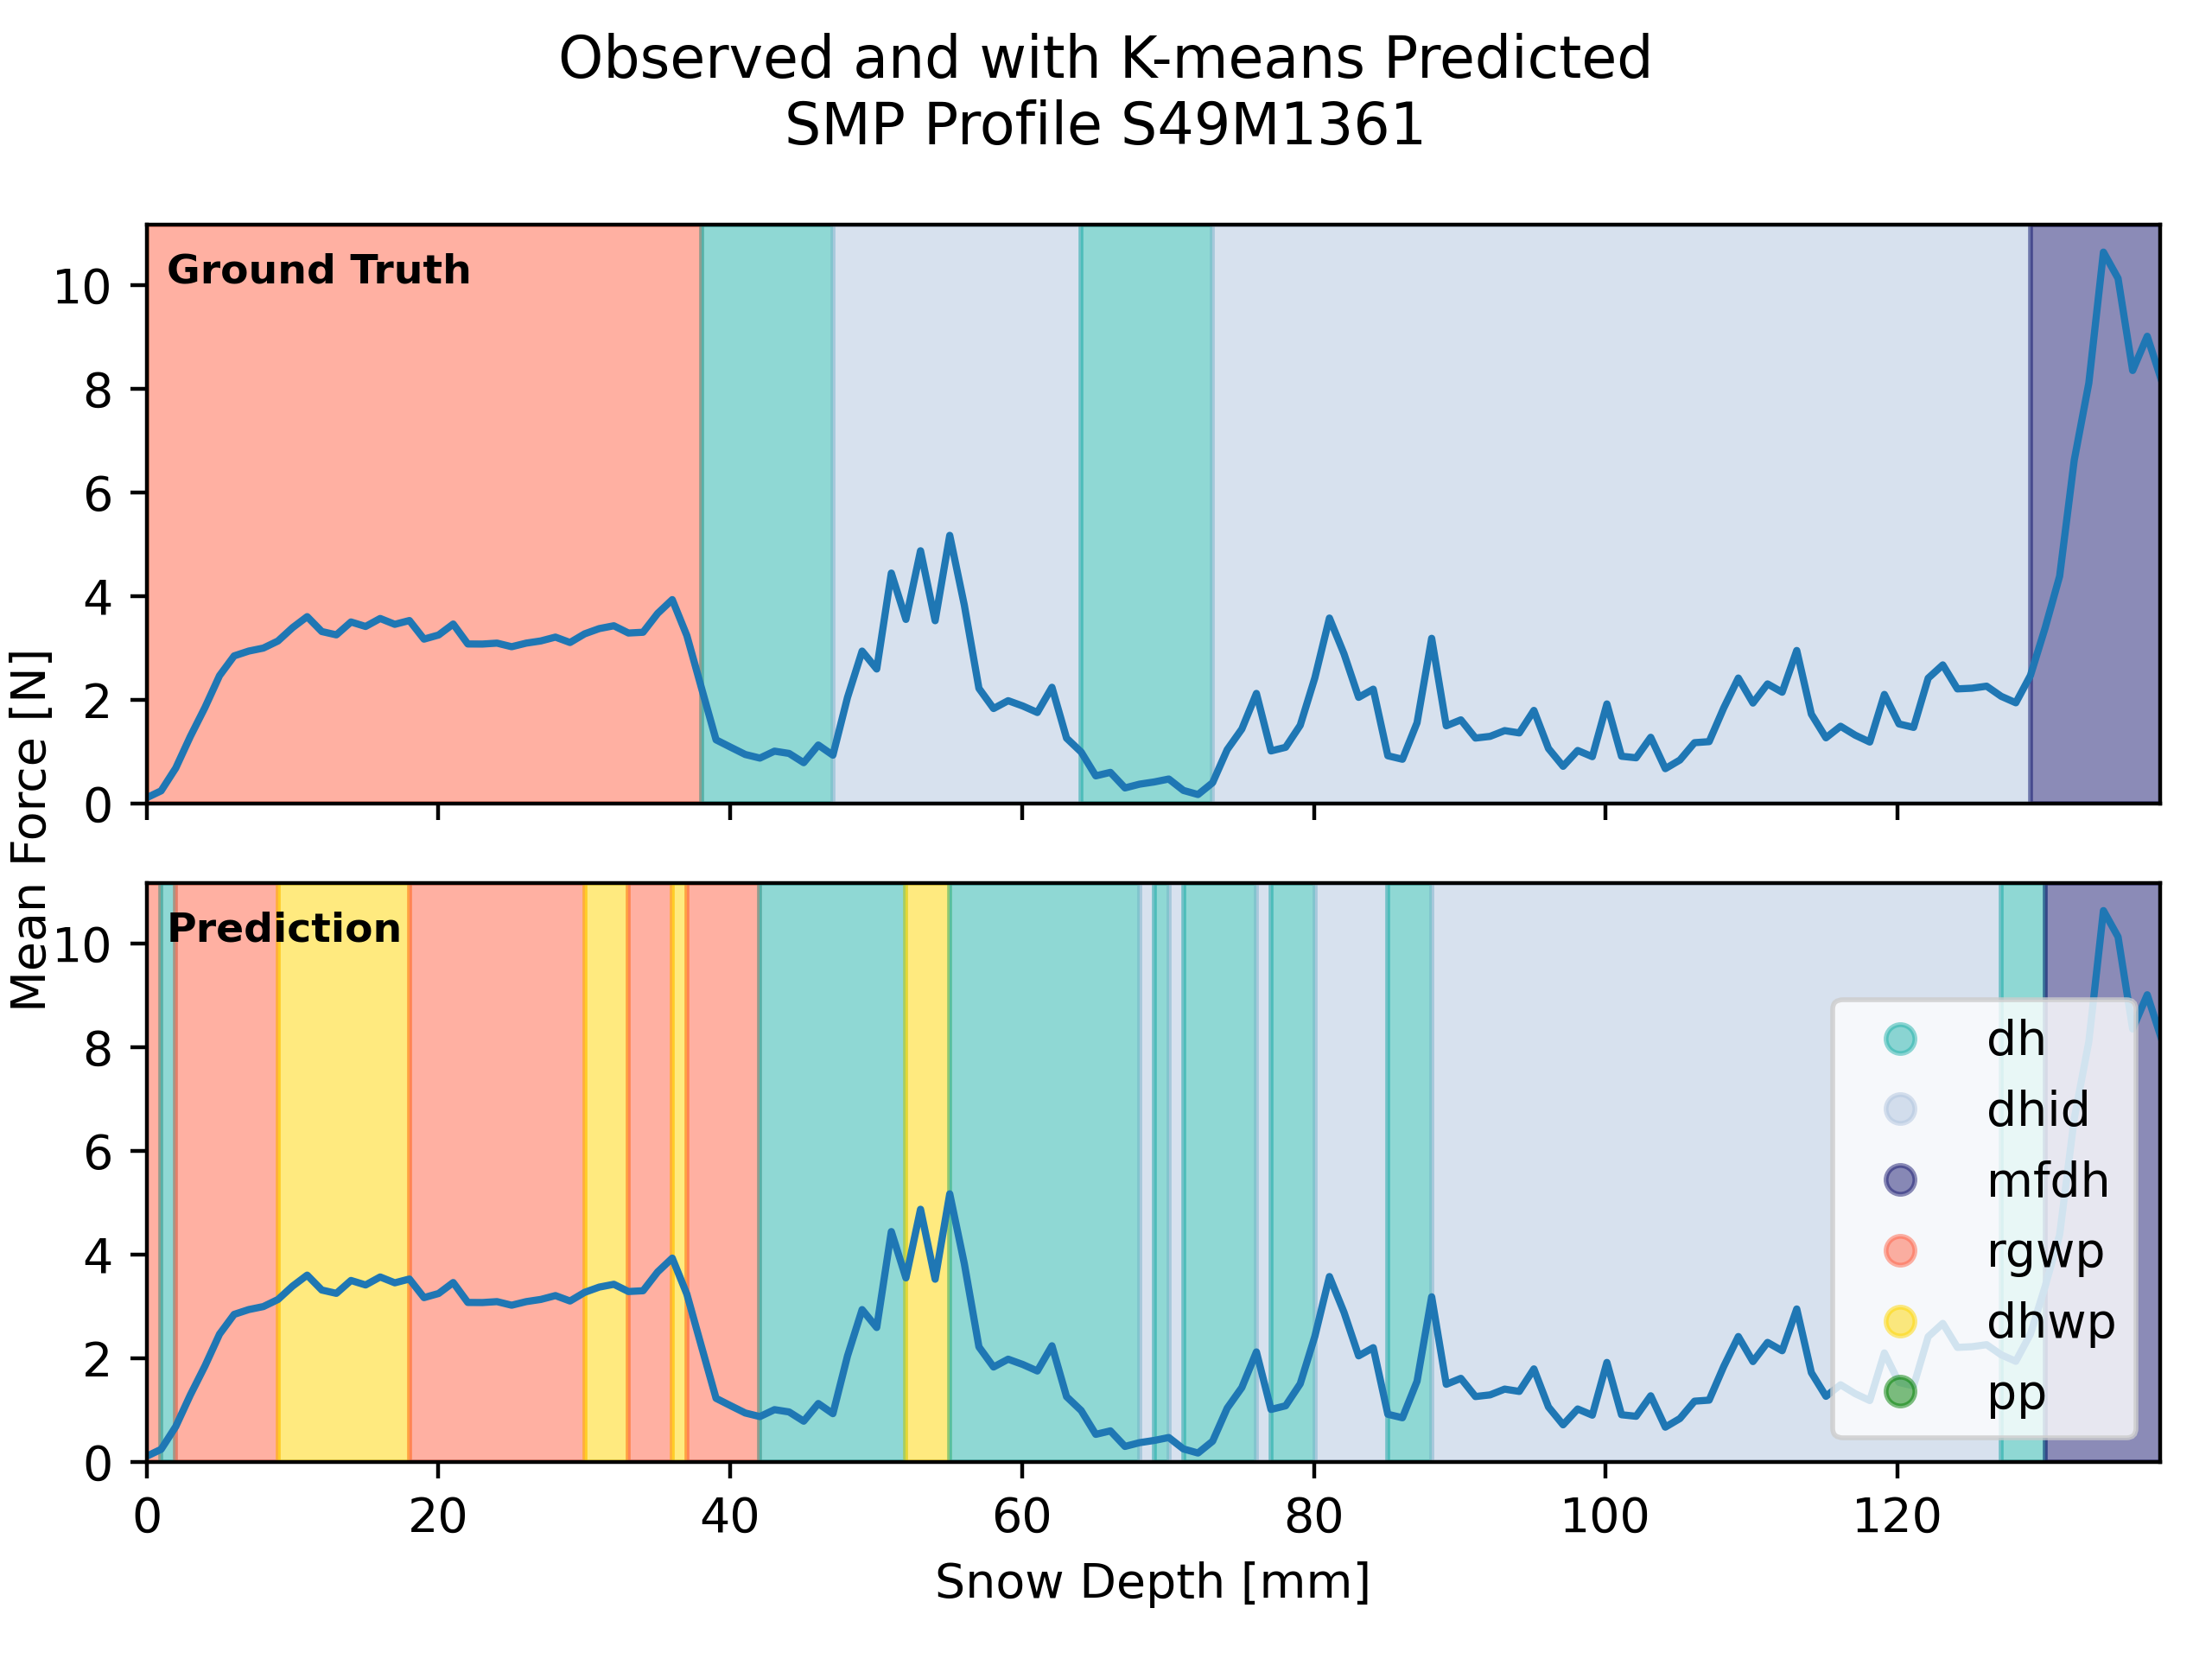 Observed and with K-means Predicted
SMP Profile S49M1361
Ground Truth
10
8
6
4
2
0
Mean Force [N]
Prediction
10
8
6
4
2
0
dh
dhid
mfdh
rgwp
dhwp
pp
0 20 40 60 80 100 120
Snow Depth [mm]